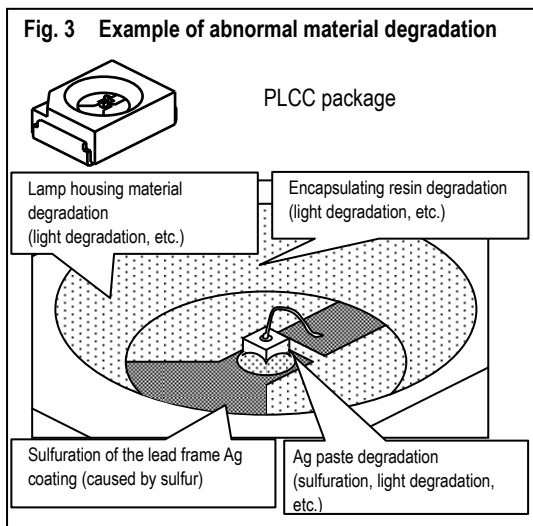 Fig. 3 Example of abnormal material degradation
PLCC package
Lamp housing material
degradation
(light degradation, etc.)
Encapsulating resin degradation
(light degradation, etc.)
Sulfuration of the lead frame Ag
coating (caused by sulfur)
Ag paste degradation
(sulfuration, light degradation,
etc.)